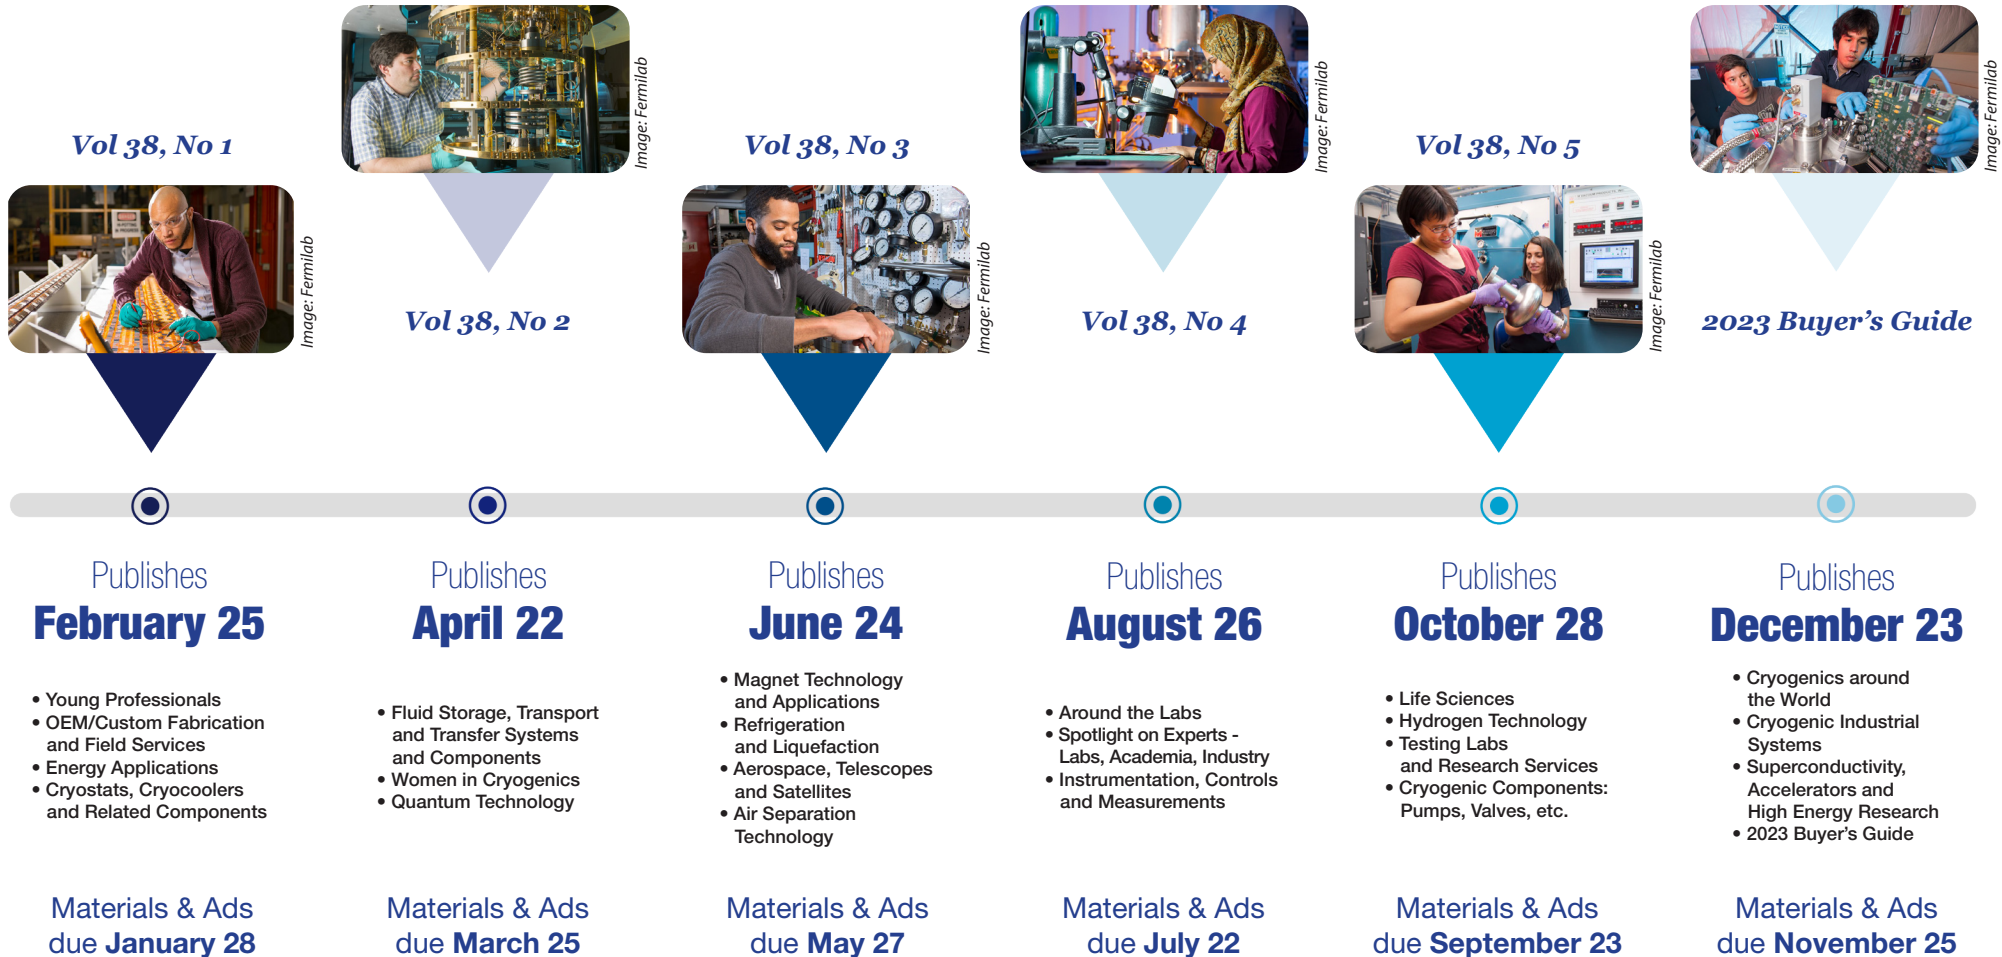 Vol 38, No 1
Image: Fermilab
Publishes
February 25
• Young Professionals
• OEM/Custom Fabrication
and Field Services
• Energy Applications
• Cryostats, Cryocoolers
and Related Components
Materials & Ads
due January 28
Image: Fermilab
Vol 38, No 2
Publishes
April 22
• Fluid Storage, Transport
and Transfer Systems
and Components
• Women in Cryogenics
• Quantum Technology
Materials & Ads
due March 25
Vol 38, No 3
Image: Fermilab
Publishes
June 24
• Magnet Technology
and Applications
• Refrigeration
and Liquefaction
• Aerospace, Telescopes
and Satellites
• Air Separation
Technology
Materials & Ads
due May 27
Image: Fermilab
Vol 38, No 4
Publishes
August 26
• Around the Labs
• Spotlight on Experts -
Labs, Academia, Industry
• Instrumentation, Controls
and Measurements
Materials & Ads
due July 22
Vol 38, No 5
Image: Fermilab
Publishes
October 28
• Life Sciences
• Hydrogen Technology
• Testing Labs
and Research Services
• Cryogenic Components:
Pumps, Valves, etc.
Materials & Ads
due September 23
Image: Fermilab
2023 Buyer’s Guide
Publishes
December 23
• Cryogenics around
the World
• Cryogenic Industrial
Systems
• Superconductivity,
Accelerators and
High Energy Research
• 2023 Buyer’s Guide
Materials & Ads
due November 25